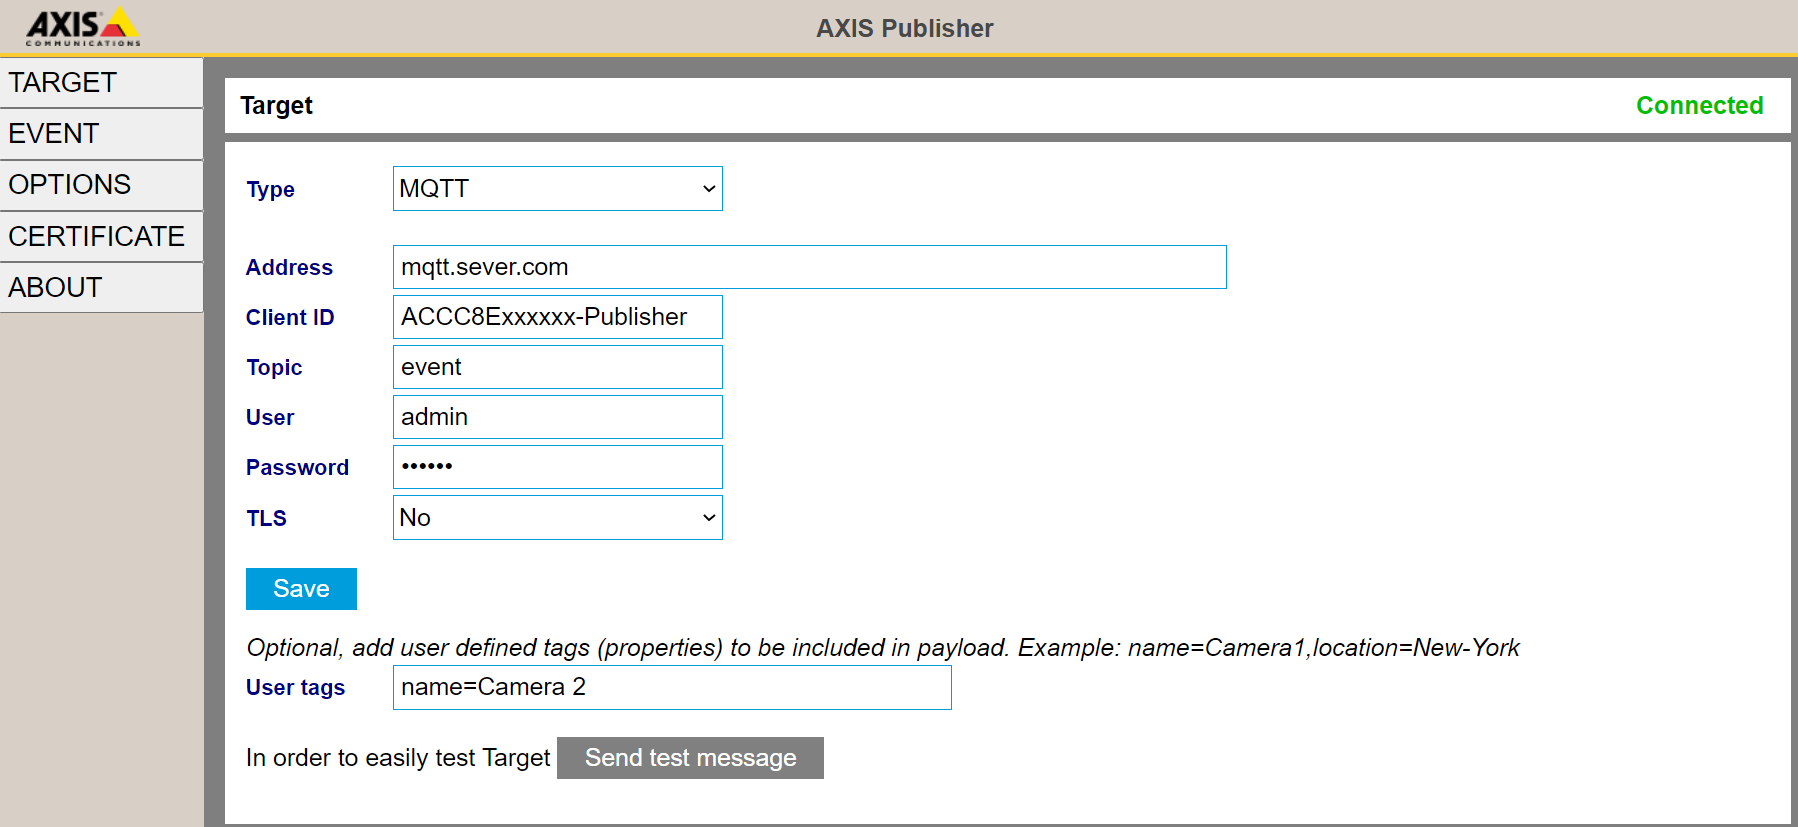 AXIS
COMMUNICATIONS
AXIS Publisher
TARGET
EVENT
OPTIONS
CERTIFICATE
ABOUT
Target
Connected
Type
MQTT
Address
mqtt.sever.com
Client ID
ACCC8Exxxxxx-Publisher
Topic
event
User
admin
Password
••••••
TLS
No
Save
Optional, add user defined tags (properties) to be included in payload. Example: name=Camera1,location=New-York
User tags
name=Camera 2
In order to easily test Target
Send test message